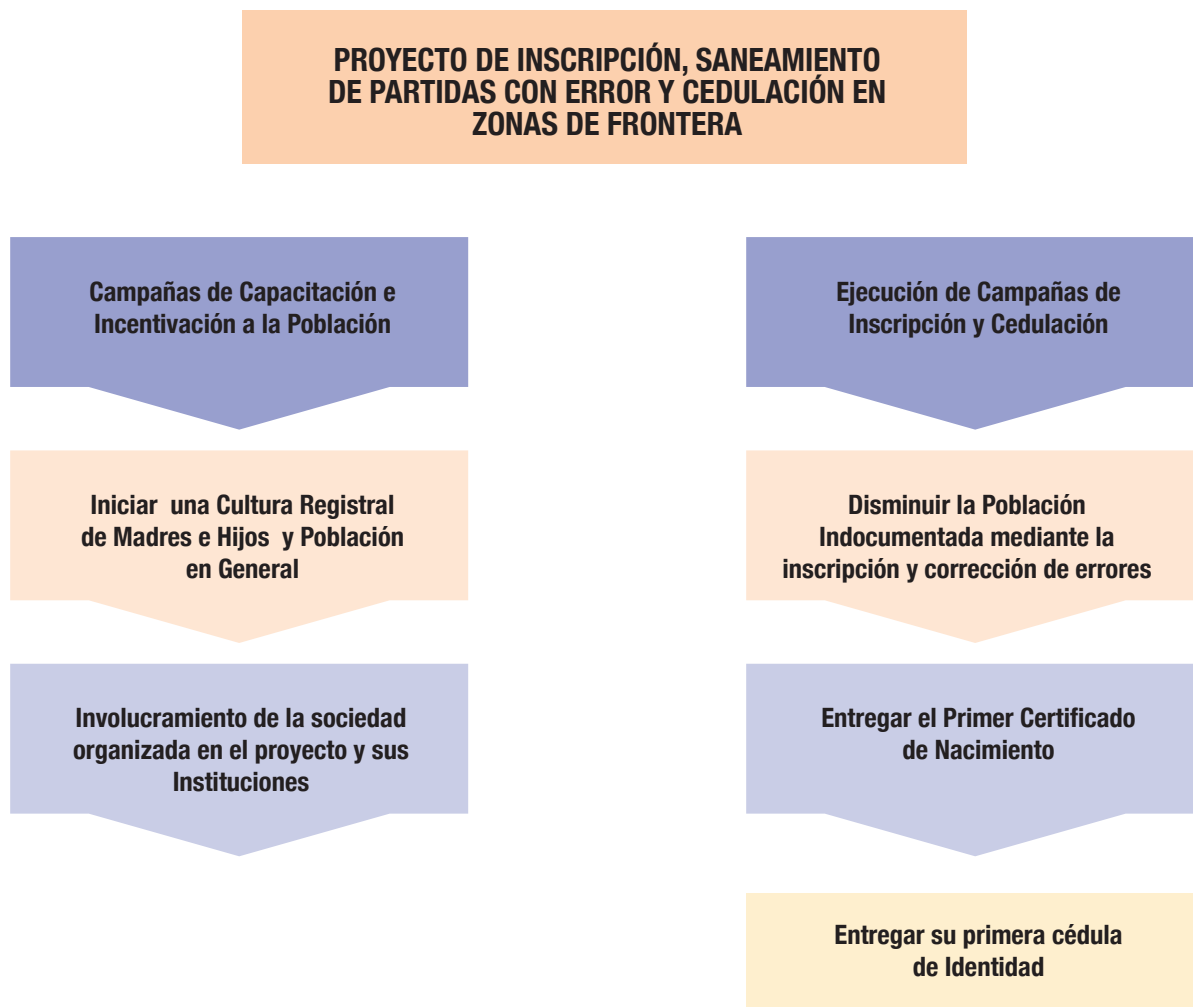 PROYECTO DE INSCRIPCIÓN, SANEAMIENTO
DE PARTIDAS CON ERROR Y CEDULACIÓN EN
ZONAS DE FRONTERA
Campañas de Capacitación e
Incentivación a la Población
Iniciar una Cultura Registral
de Madres e Hijos y Población
en General
Involucramiento de la sociedad
organizada en el proyecto y sus
Instituciones
Ejecución de Campañas de
Inscripción y Cedulación
Disminuir la Población
Indocumentada mediante la
inscripción y corrección de errores
Entregar el Primer Certificado
de Nacimiento
Entregar su primera cédula
de Identidad